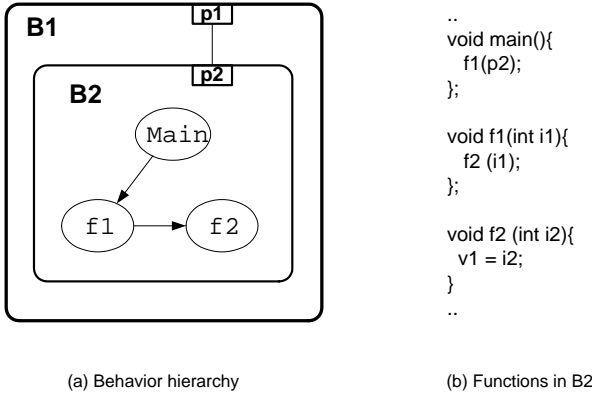 B1
p1
p2
B2
Main
f1
f2
(a) Behavior hierarchy
..
void main(){
f1(p2);
};
void f1(int i1){
f2 (i1);
};
void f2 (int i2){
v1 = i2;
}
..
(b) Functions in B2